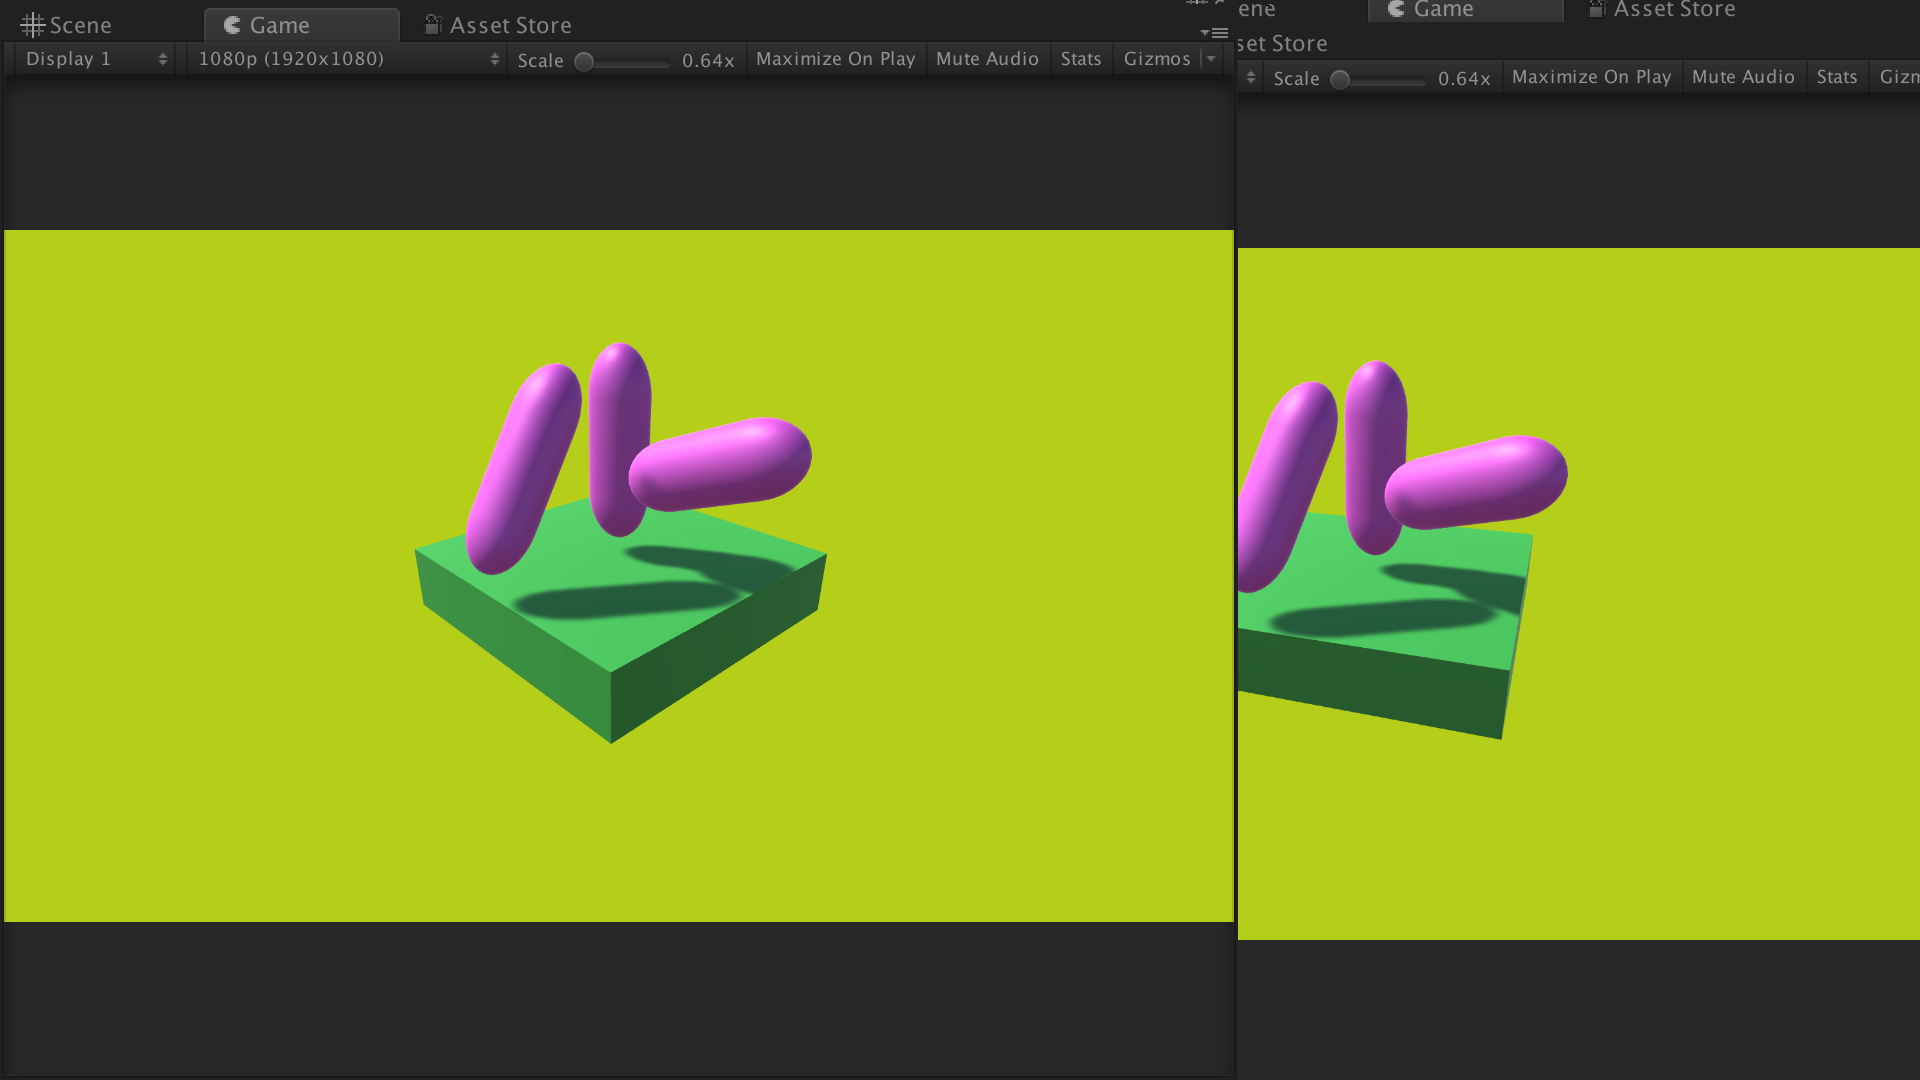 Scene Game Asset Store
Display 1 1080p (1920x1080) Scale 0.64x Maximize On Play Mute Audio Stats Gizmos
ene Game Asset Store
set Store
Scale 0.64x Maximize On Play Mute Audio Stats Gizm